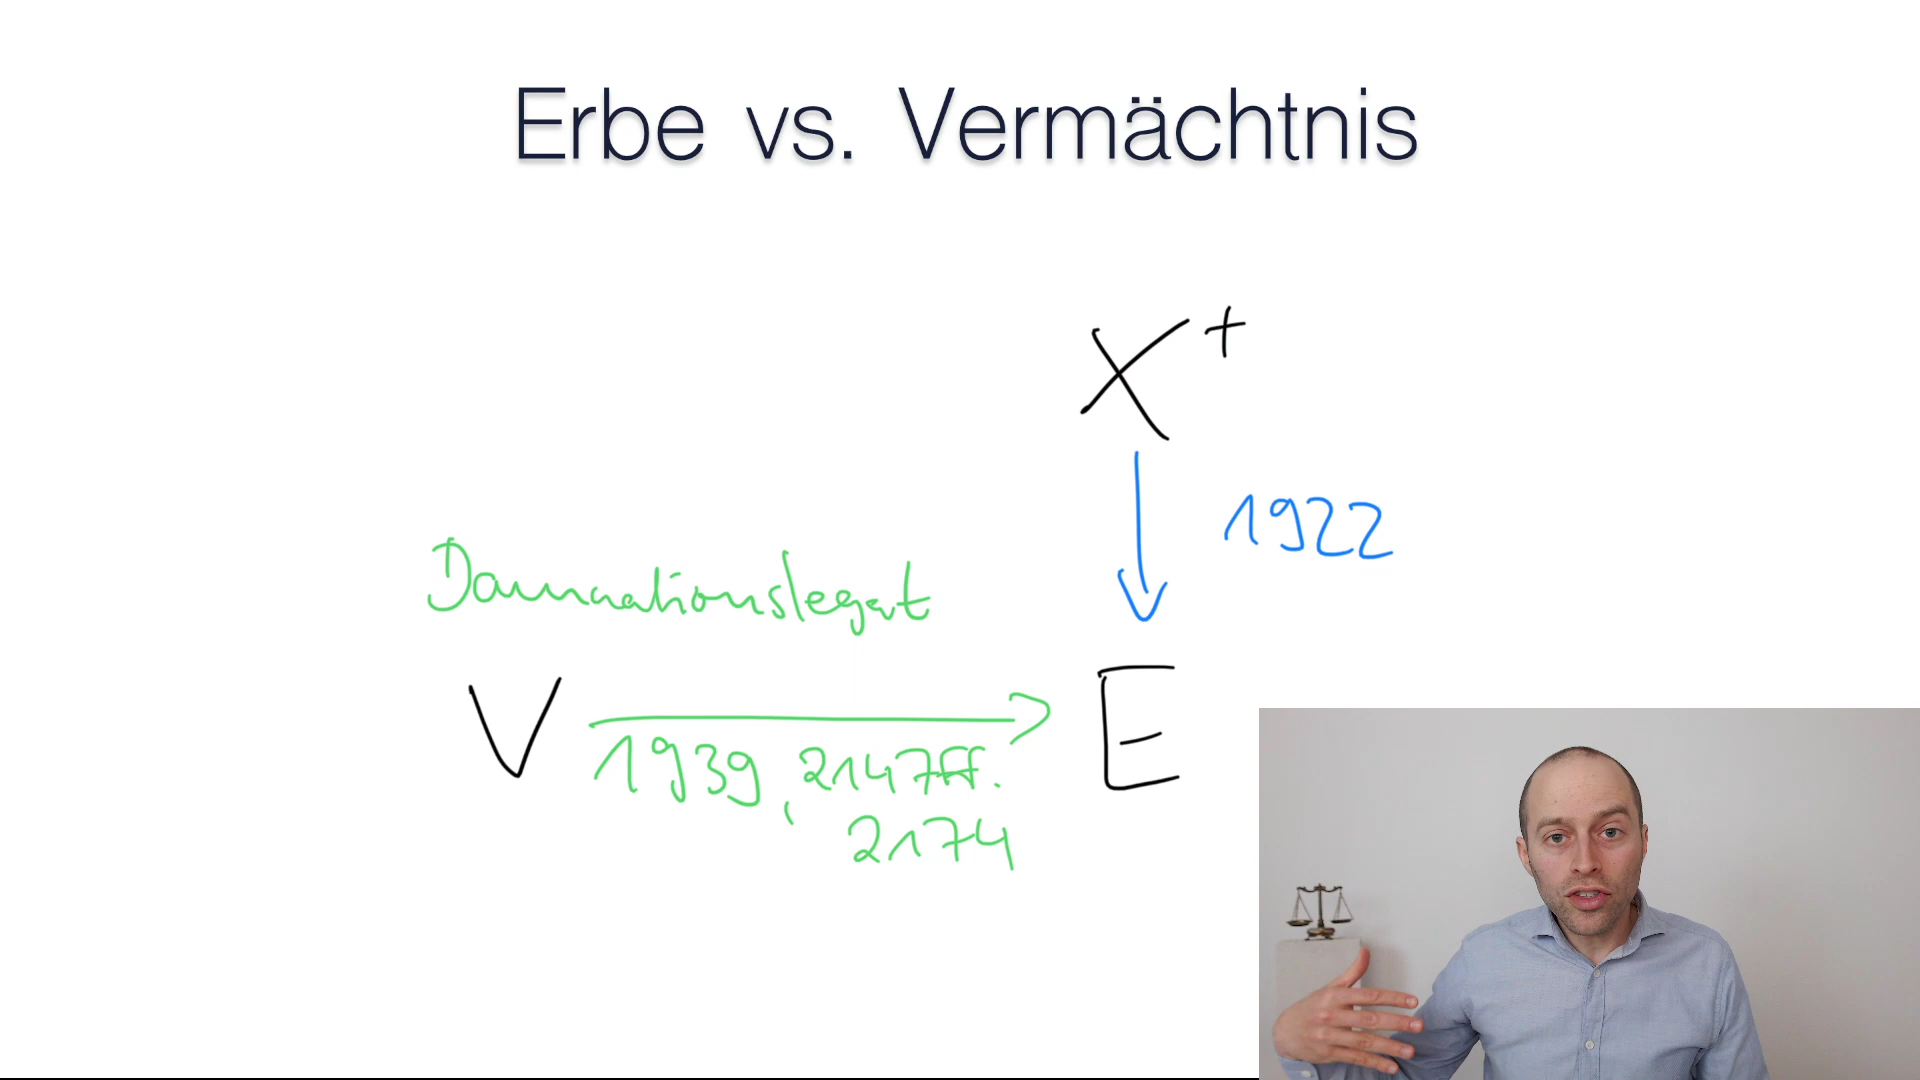 Erbe vs. Vermächtnis
X +
1922
Damnationslegat
V
E
1939, 2147ff.
2174